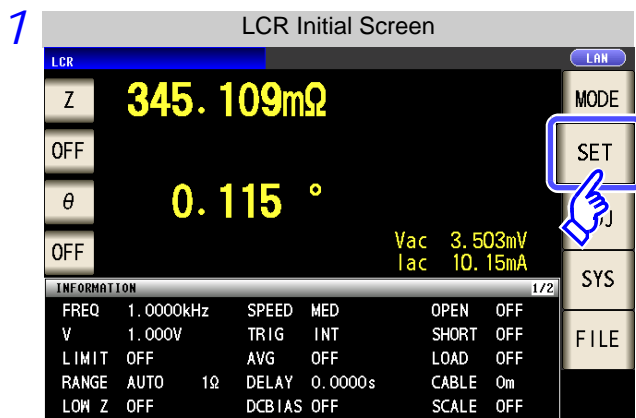 1
LCR Initial Screen
LCR
LAN
Z 345.109mΩ
MODE
OFF
SET
θ 0.115 °
OFF
Vac 3.503mV
Iac 10.15mA
SYS
INFORMATION 1/2
FREQ 1.0000kHz SPEED MED OPEN OFF
V 1.000V TRIG INT SHORT OFF
FILE
LIMIT OFF AVG OFF LOAD OFF
RANGE AUTO 1Ω DELAY 0.0000s CABLE 0m
LOW Z OFF DCBIAS OFF SCALE OFF